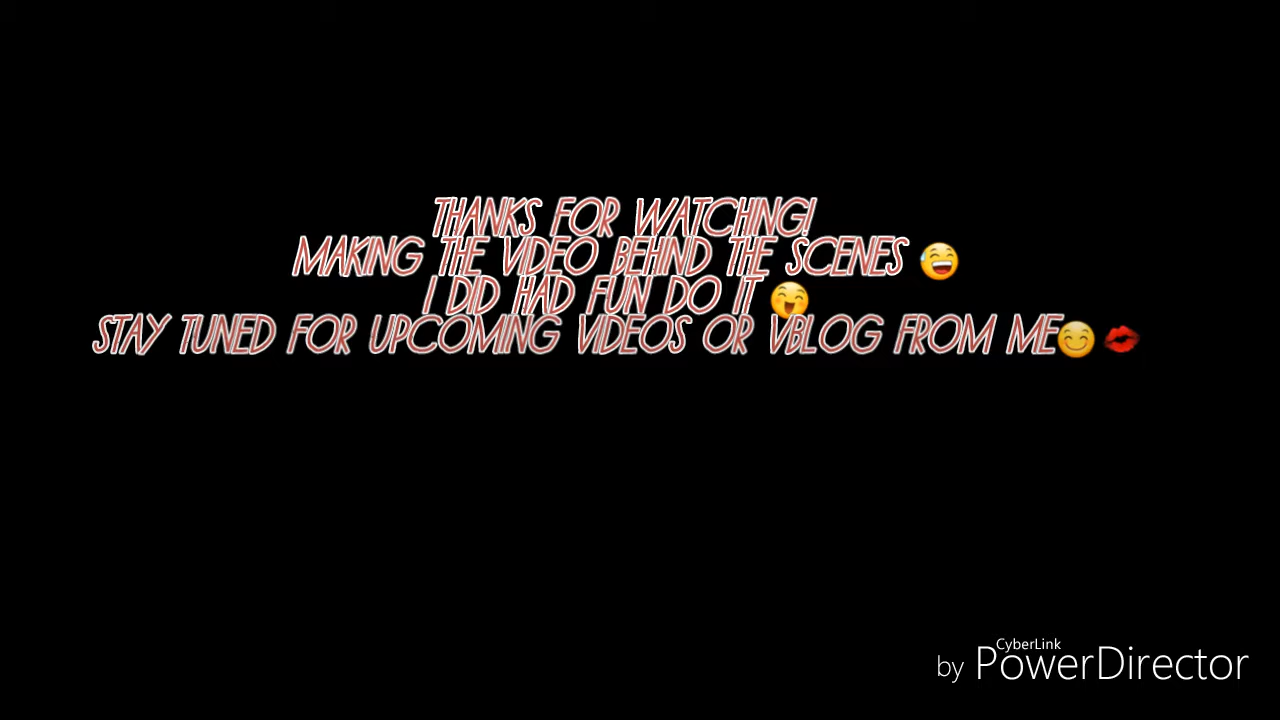 THANKS FOR WATCHING!
MAKING THE VIDEO BEHIND THE SCENES 😅
I DID HAD FUN DO IT 😄
STAY TUNED FOR UPCOMING VIDEOS OR VBLOG FROM ME😊 💋
CyberLink
by PowerDirector